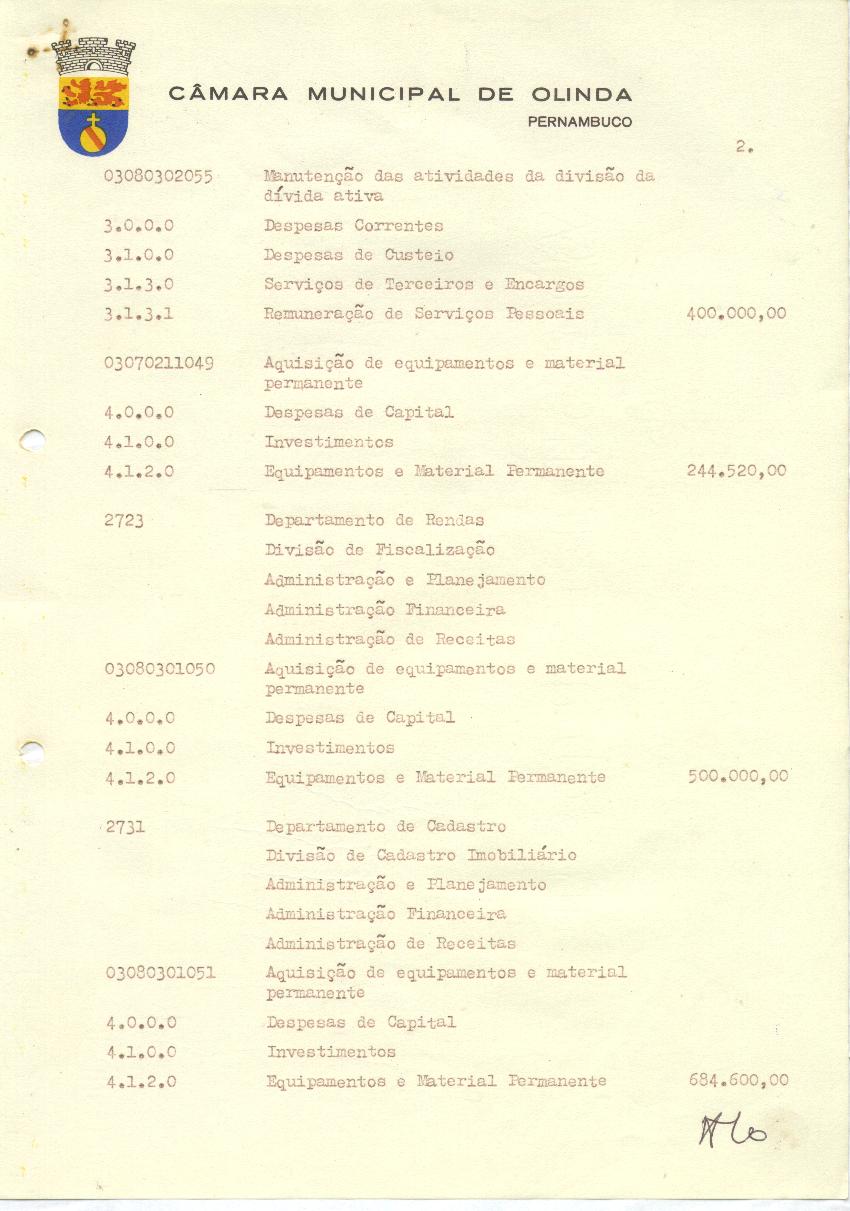 CÂMARA MUNICIPAL DE OLINDA
PERNAMBUCO
2.
03080302055 Manutenção das atividades da divisão da
dívida ativa
3.0.0.0 Despesas Correntes
3.1.0.0 Despesas de Custeio
3.1.3.0 Serviços de Terceiros e Encargos
3.1.3.1 Remuneração de Serviços Pessoais 400.000,00
03070211049 Aquisição de equipamentos e material
permanente
4.0.0.0 Despesas de Capital
4.1.0.0 Investimentos
4.1.2.0 Equipamentos e Material Permanente 244.520,00
2723 Departamento de Rendas
Divisão de Fiscalização
Administração e Planejamento
Administração Financeira
Administração de Receitas
03080301050 Aquisição de equipamentos e material
permanente
4.0.0.0 Despesas de Capital
4.1.0.0 Investimentos
4.1.2.0 Equipamentos e Material Permanente 500.000,00
2731 Departamento de Cadastro
Divisão de Cadastro Imobiliário
Administração e Planejamento
Administração Financeira
Administração de Receitas
03080301051 Aquisição de equipamentos e material
permanente
4.0.0.0 Despesas de Capital
4.1.0.0 Investimentos
4.1.2.0 Equipamentos e Material Permanente 684.600,00